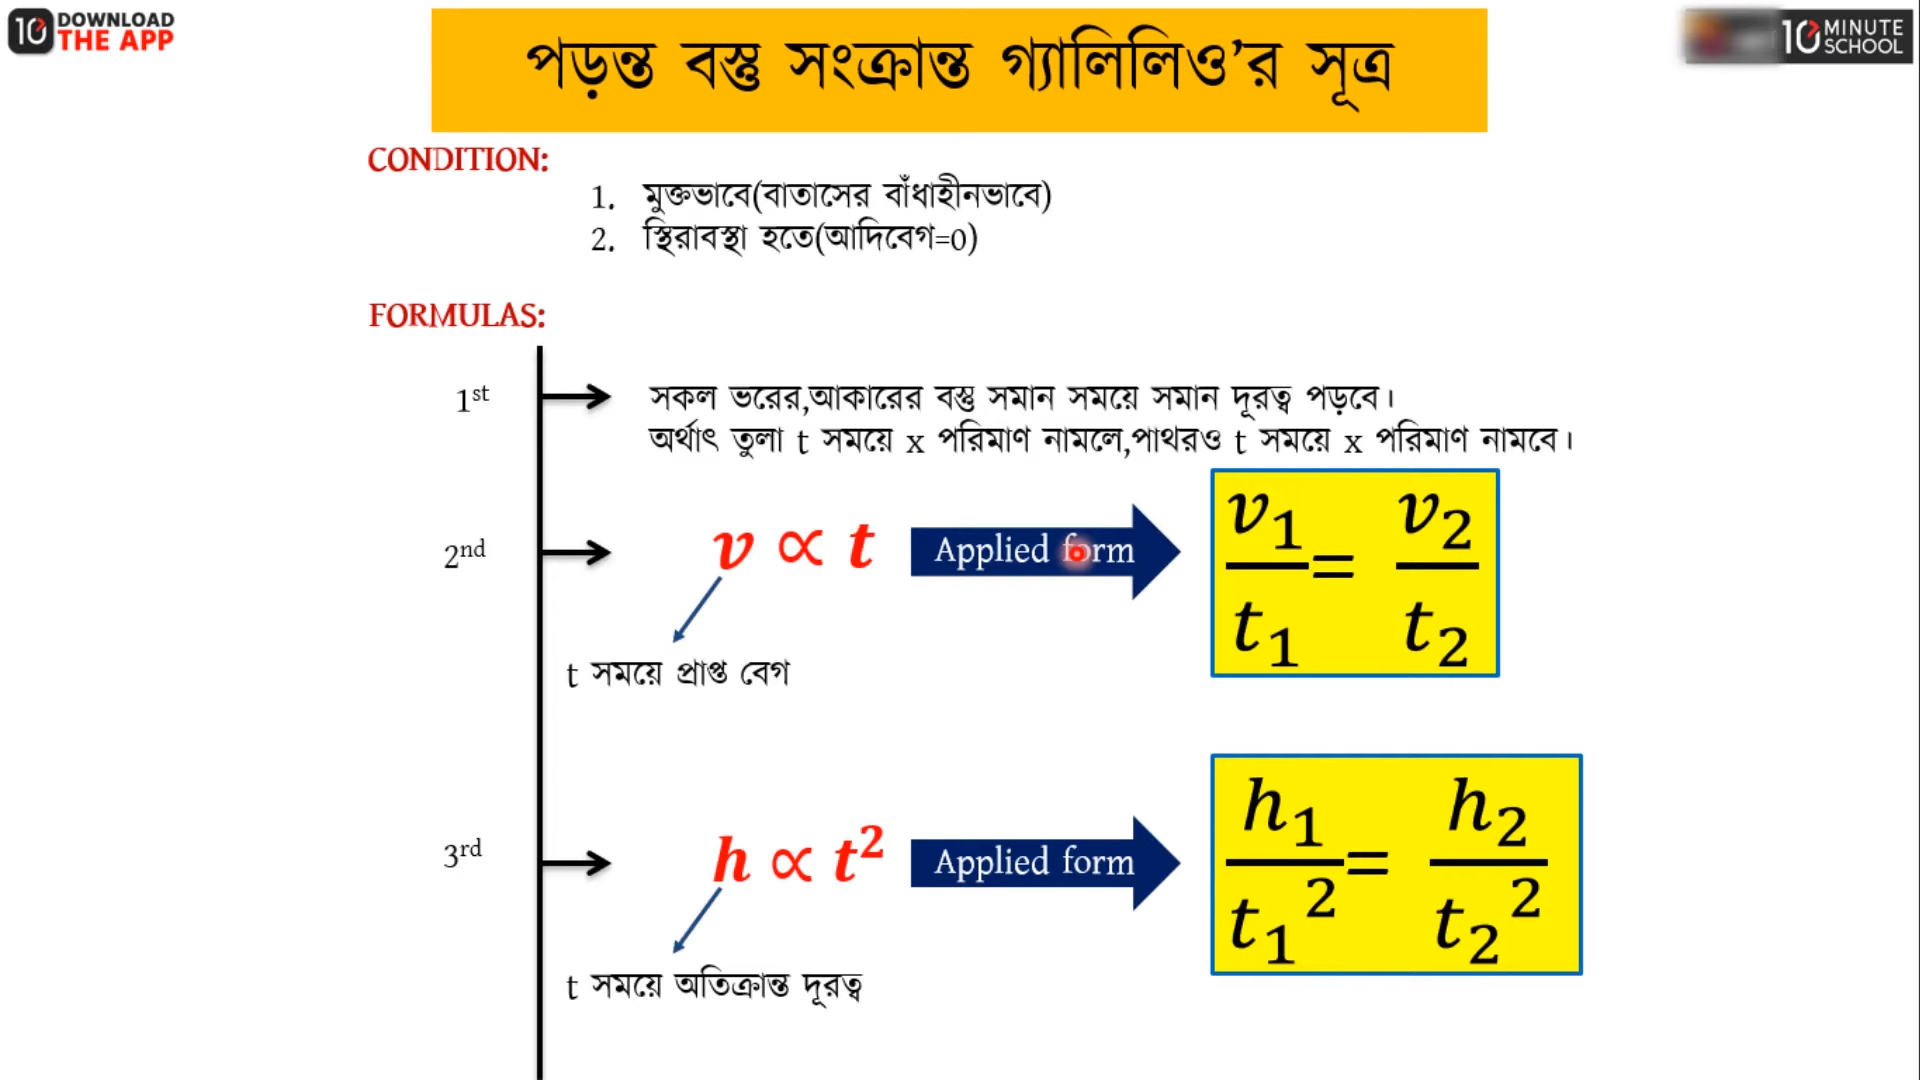 10 DOWNLOAD
THE APP
10 MINUTE
SCHOOL
পড়ন্ত বস্তু সংক্রান্ত গ্যালিলিও’র সূত্র
CONDITION:
1. মুক্তভাবে(বাতাসের বাঁধাহীনভাবে)
2. স্থিরাবস্থা হতে(আদিবেগ=0)
FORMULAS:
1st সকল ভরের,আকারের বস্তু সমান সময়ে সমান দূরত্ব পড়বে।
অর্থাৎ তুলা t সময়ে x পরিমাণ নামলে,পাথরও t সময়ে x পরিমাণ নামবে।
2nd v ∝ t Applied form v₁/t₁ = v₂/t₂
t সময়ে প্রাপ্ত বেগ
3rd h ∝ t² Applied form h₁/t₁² = h₂/t₂²
t সময়ে অতিক্রান্ত দূরত্ব